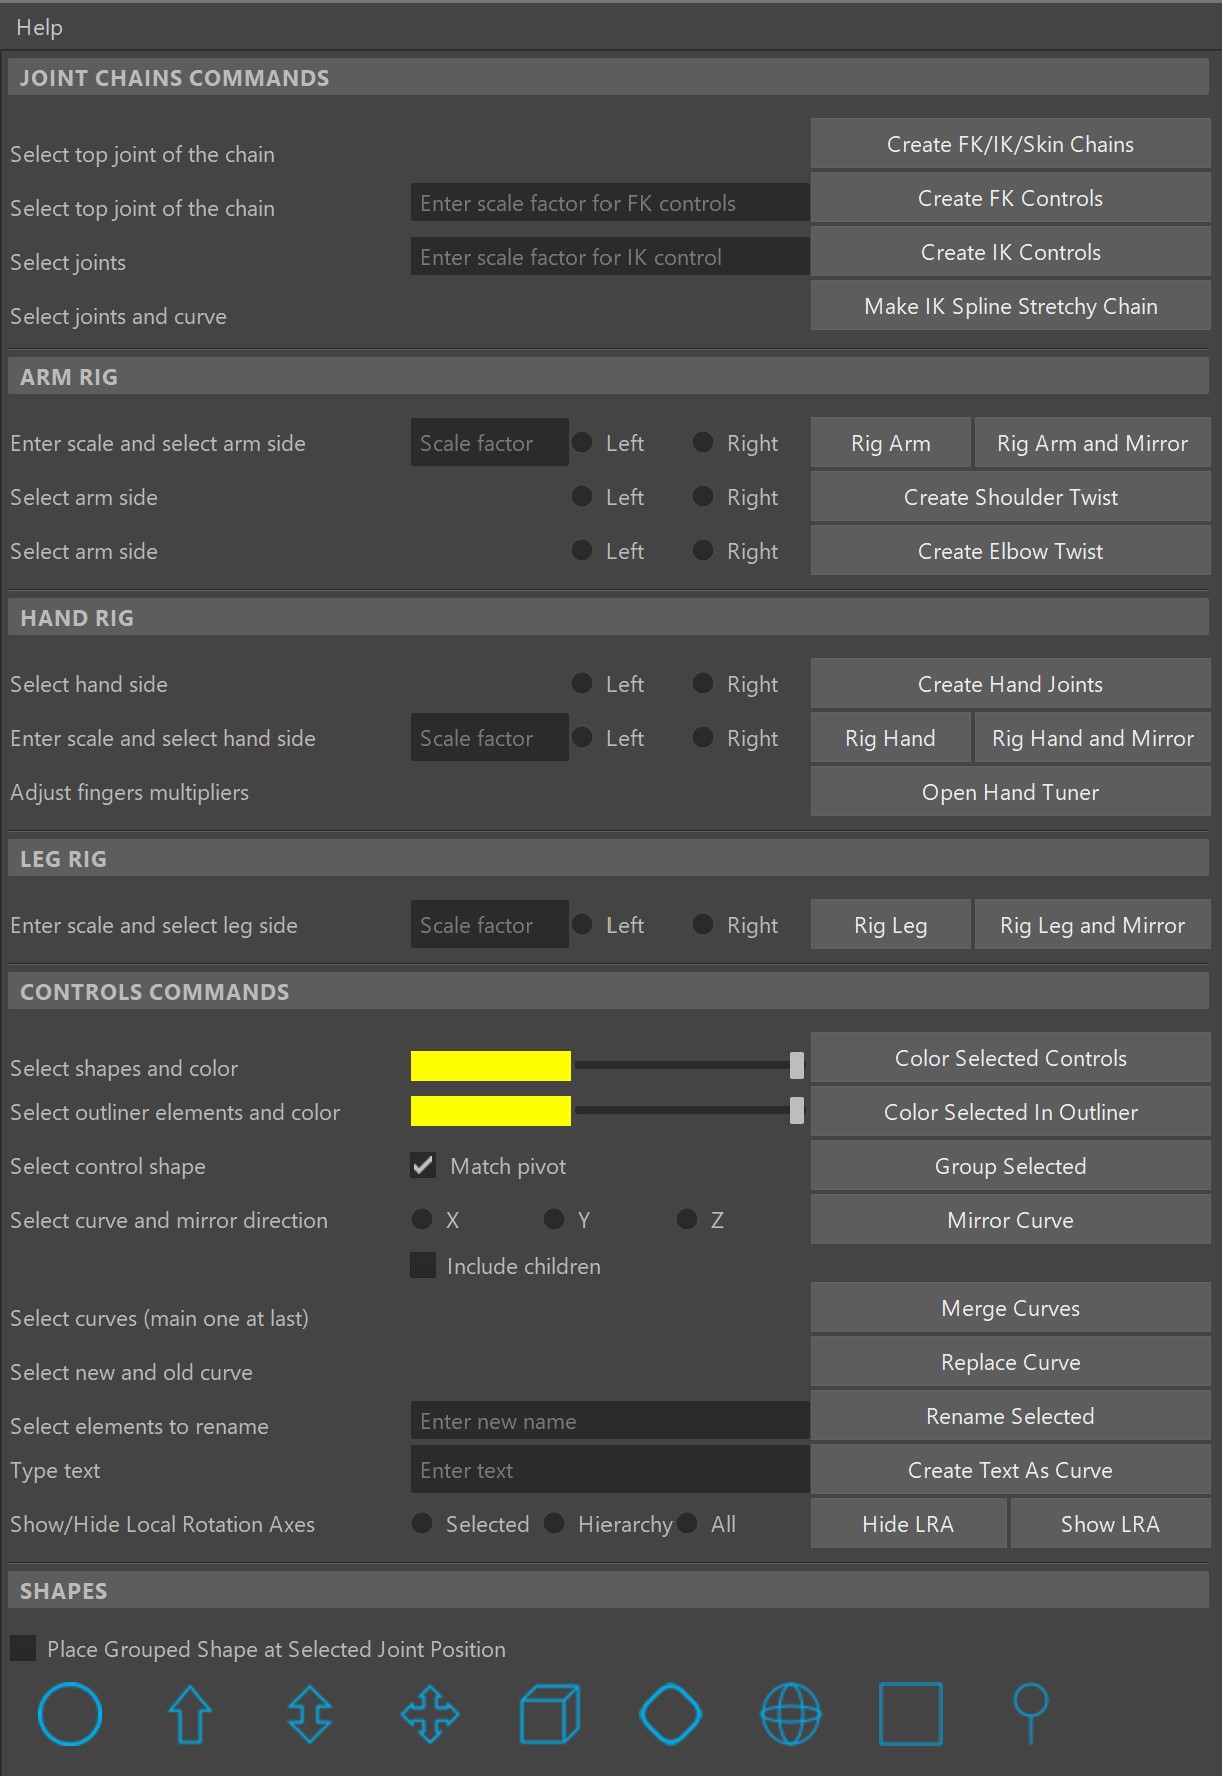 Help
JOINT CHAINS COMMANDS
Select top joint of the chain Create FK/IK/Skin Chains
Select top joint of the chain Enter scale factor for FK controls Create FK Controls
Select joints Enter scale factor for IK control Create IK Controls
Select joints and curve Make IK Spline Stretchy Chain
ARM RIG
Enter scale and select arm side Scale factor Left Right Rig Arm Rig Arm and Mirror
Select arm side Left Right Create Shoulder Twist
Select arm side Left Right Create Elbow Twist
HAND RIG
Select hand side Left Right Create Hand Joints
Enter scale and select hand side Scale factor Left Right Rig Hand Rig Hand and Mirror
Adjust fingers multipliers Open Hand Tuner
LEG RIG
Enter scale and select leg side Scale factor Left Right Rig Leg Rig Leg and Mirror
CONTROLS COMMANDS
Select shapes and color Color Selected Controls
Select outliner elements and color Color Selected In Outliner
Select control shape Match pivot Group Selected
Select curve and mirror direction X Y Z Mirror Curve
Include children
Select curves (main one at last) Merge Curves
Select new and old curve Replace Curve
Select elements to rename Enter new name Rename Selected
Type text Enter text Create Text As Curve
Show/Hide Local Rotation Axes Selected Hierarchy All Hide LRA Show LRA
SHAPES
Place Grouped Shape at Selected Joint Position